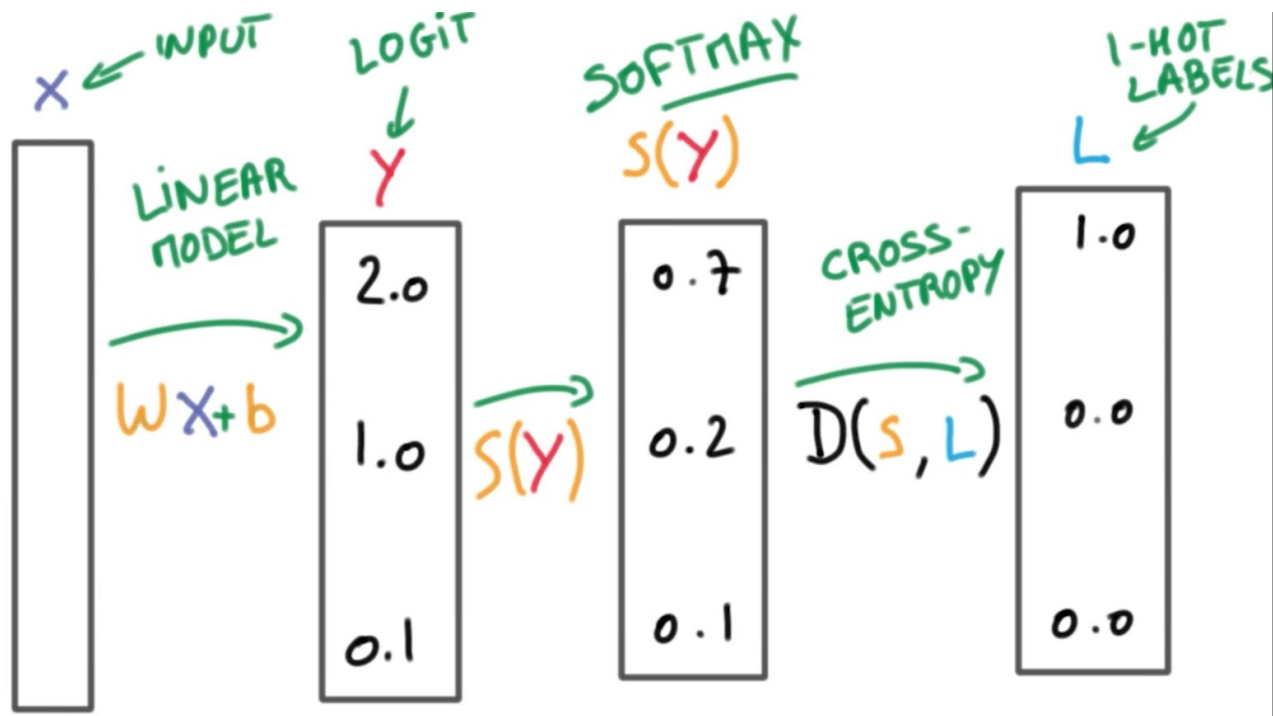 INPUT
X
LINEAR
MODEL
WX+b
LOGIT
Y
2.0
1.0
0.1
S(Y)
SOFTMAX
S(Y)
0.7
0.2
0.1
CROSS-
ENTROPY
D(S,L)
1-HOT
LABELS
L
1.0
0.0
0.0